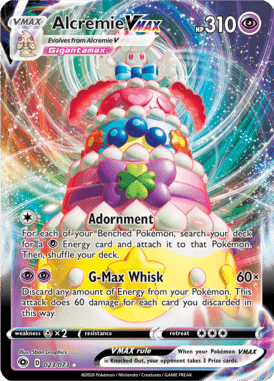 VMAX
Alcremie VMAX
HP 310
Evolves from Alcremie V
Gigantamax
Adornment
For each of your Benched Pokémon, search your deck
for a Energy card and attach it to that Pokémon.
Then, shuffle your deck.
G-Max Whisk 60×
Discard any amount of Energy from your Pokémon. This
attack does 60 damage for each card you discarded in
this way.
weakness ×2 resistance retreat
Illus. 5ban Graphics
VMAX rule When your Pokémon VMAX
is Knocked Out, your opponent takes 3 Prize cards.
D 023/073
©2020 Pokémon / Nintendo / Creatures / GAME FREAK